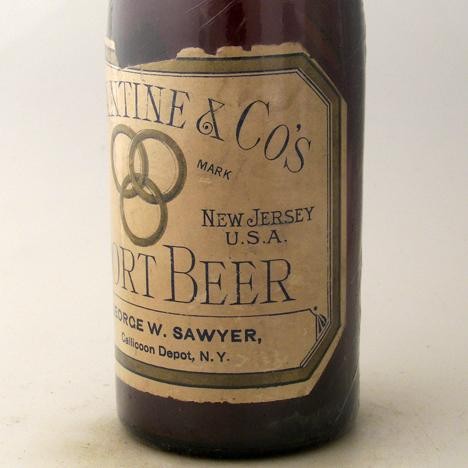 NTINE & CO'S
MARK
NEW JERSEY
U.S.A.
ORT BEER
EORGE W. SAWYER,
Callicoon Depot, N.Y.